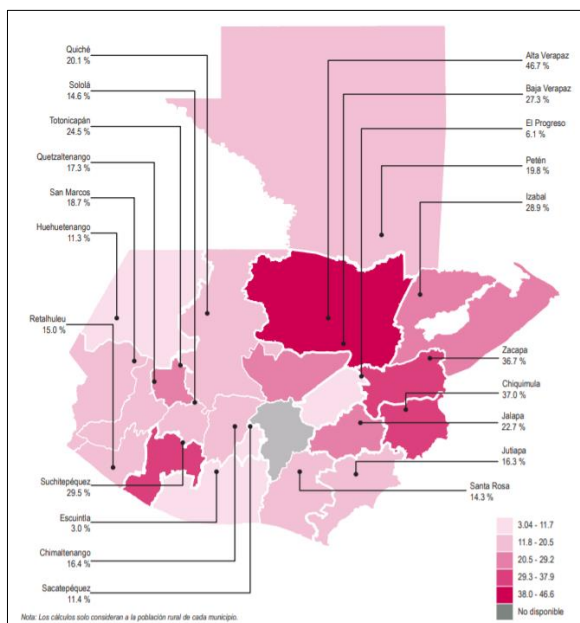 Quiché
20.1 %
Sololá
14.6 %
Totonicapán
24.5 %
Quetzaltenango
17.3 %
San Marcos
18.7 %
Huehuetenango
11.3 %
Retalhuleu
15.0 %
Suchitepéquez
29.5 %
Escuintla
3.0 %
Chimaltenango
16.4 %
Sacatepéquez
11.4 %
Alta Verapaz
46.7 %
Baja Verapaz
27.3 %
El Progreso
6.1 %
Petén
19.8 %
Izabal
28.9 %
Zacapa
36.7 %
Chiquimula
37.0 %
Jalapa
22.7 %
Jutiapa
16.3 %
Santa Rosa
14.3 %
3.04 - 11.7
11.8 - 20.5
20.5 - 29.2
29.3 - 37.9
38.0 - 46.6
No disponible
Nota: Los cálculos solo consideran a la población rural de cada municipio.